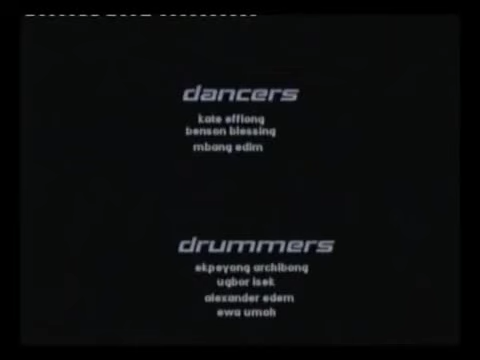 dancers
kate effiong
benson blessing
mbang edim
drummers
ekpeyong archibong
ugbor isek
alexander edem
ewa umoh